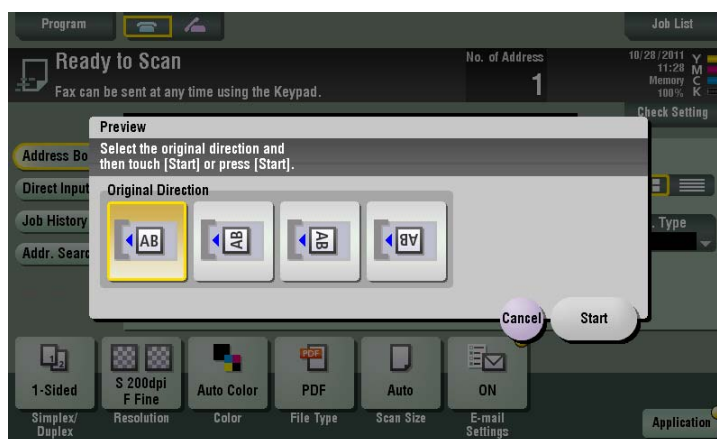 Program
Job List
Ready to Scan
No. of Address
1
Fax can be sent at any time using the Keypad.
10/28/2011
11:28
Memory
100%
Y
M
C
K
Check Setting
Preview
Select the original direction and
then touch [Start] or press [Start].
Original Direction
AB
AB
AB
AB
Address Bo
Direct Input
Job History
Addr. Searc
. Type
Cancel
Start
1-Sided
S 200dpi
F Fine
Auto Color
PDF
PDF
Auto
ON
Simplex/
Duplex
Resolution
Color
File Type
Scan Size
E-mail
Settings
Application